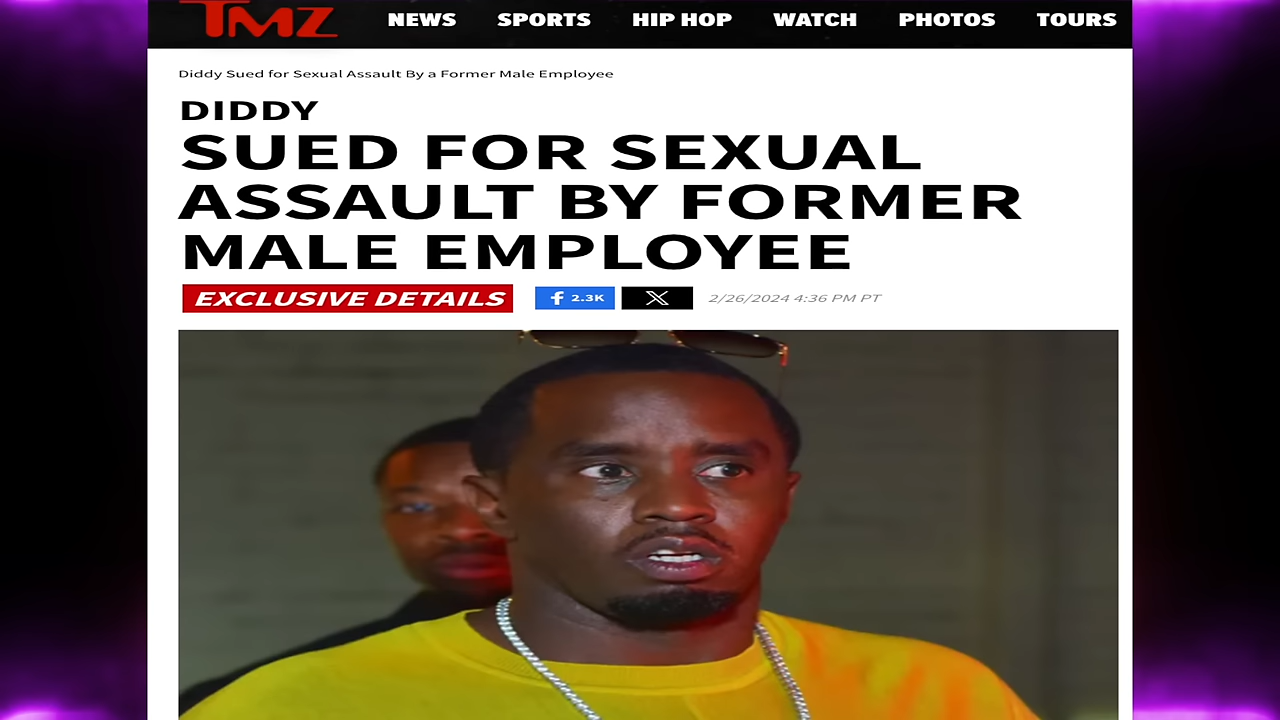 TMZ NEWS SPORTS HIP HOP WATCH PHOTOS TOURS
Diddy Sued for Sexual Assault By a Former Male Employee
DIDDY
SUED FOR SEXUAL
ASSAULT BY FORMER
MALE EMPLOYEE
EXCLUSIVE DETAILS f 2.3K X 2/26/2024 4:36 PM PT